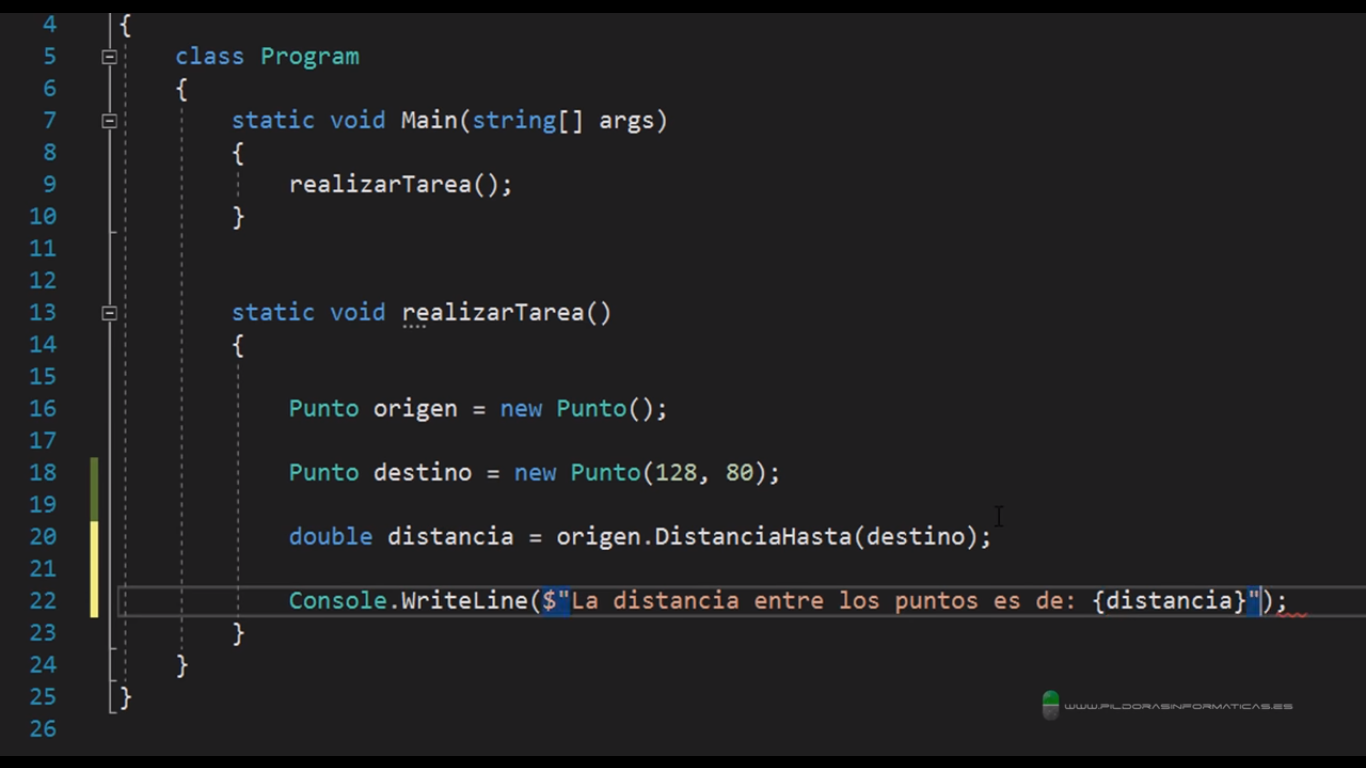 4 {
5 class Program
6 {
7 static void Main(string[] args)
8 {
9 realizarTarea();
10 }
11
12
13 static void realizarTarea()
14 {
15
16 Punto origen = new Punto();
17
18 Punto destino = new Punto(128, 80);
19
20 double distancia = origen.DistanciaHasta(destino);
21
22 Console.WriteLine($"La distancia entre los puntos es de: {distancia}");
23 }
24 }
25 }
26
WWW.PILDORASINFORMATICAS.ES